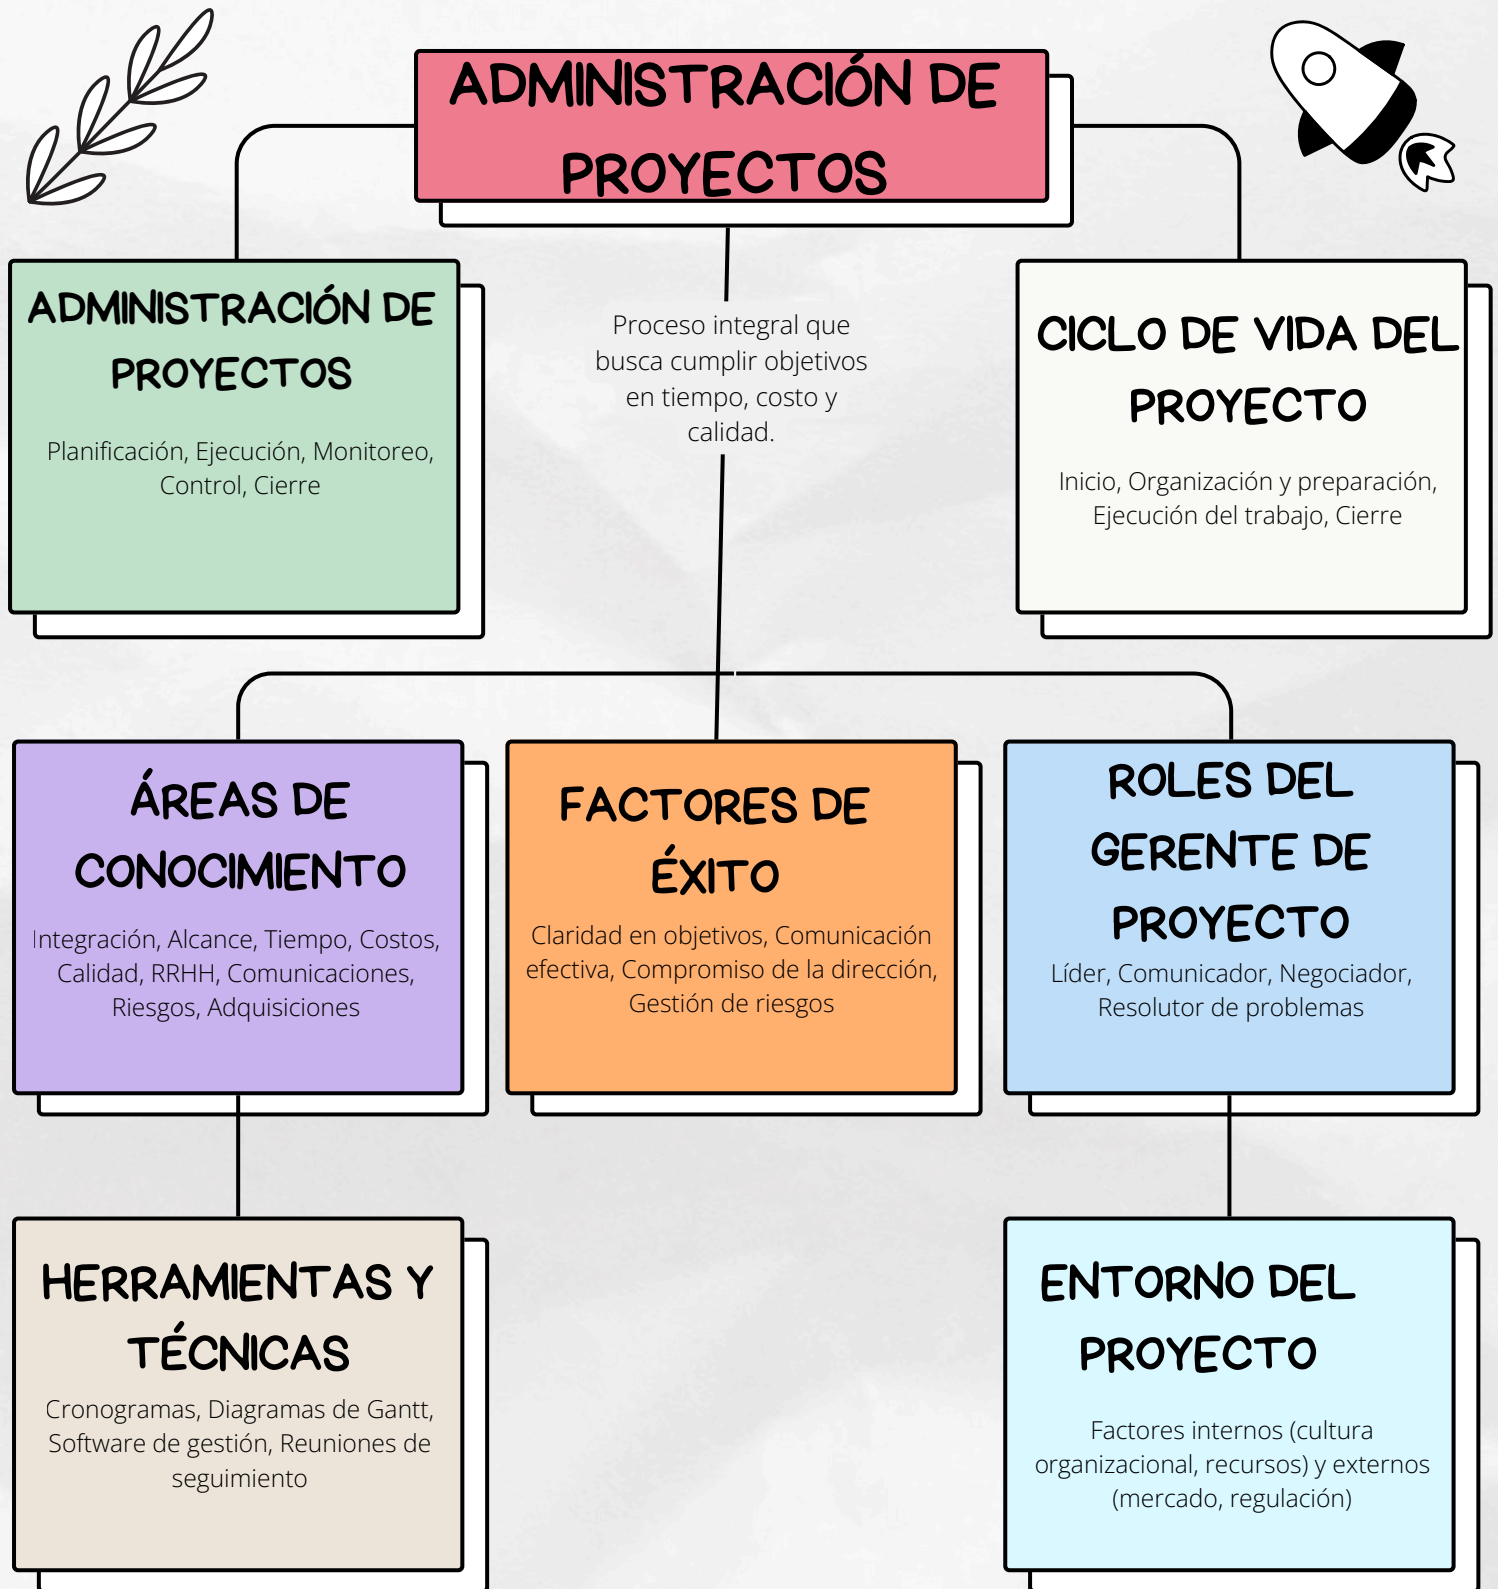 ADMINISTRACIÓN DE
PROYECTOS
ADMINISTRACIÓN DE
PROYECTOS
Planificación, Ejecución, Monitoreo,
Control, Cierre
Proceso integral que
busca cumplir objetivos
en tiempo, costo y
calidad.
CICLO DE VIDA DEL
PROYECTO
Inicio, Organización y preparación,
Ejecución del trabajo, Cierre
ÁREAS DE
CONOCIMIENTO
Integración, Alcance, Tiempo, Costos,
Calidad, RRHH, Comunicaciones,
Riesgos, Adquisiciones
FACTORES DE
ÉXITO
Claridad en objetivos, Comunicación
efectiva, Compromiso de la dirección,
Gestión de riesgos
ROLES DEL
GERENTE DE
PROYECTO
Líder, Comunicador, Negociador,
Resolutor de problemas
HERRAMIENTAS Y
TÉCNICAS
Cronogramas, Diagramas de Gantt,
Software de gestión, Reuniones de
seguimiento
ENTORNO DEL
PROYECTO
Factores internos (cultura
organizacional, recursos) y externos
(mercado, regulación)